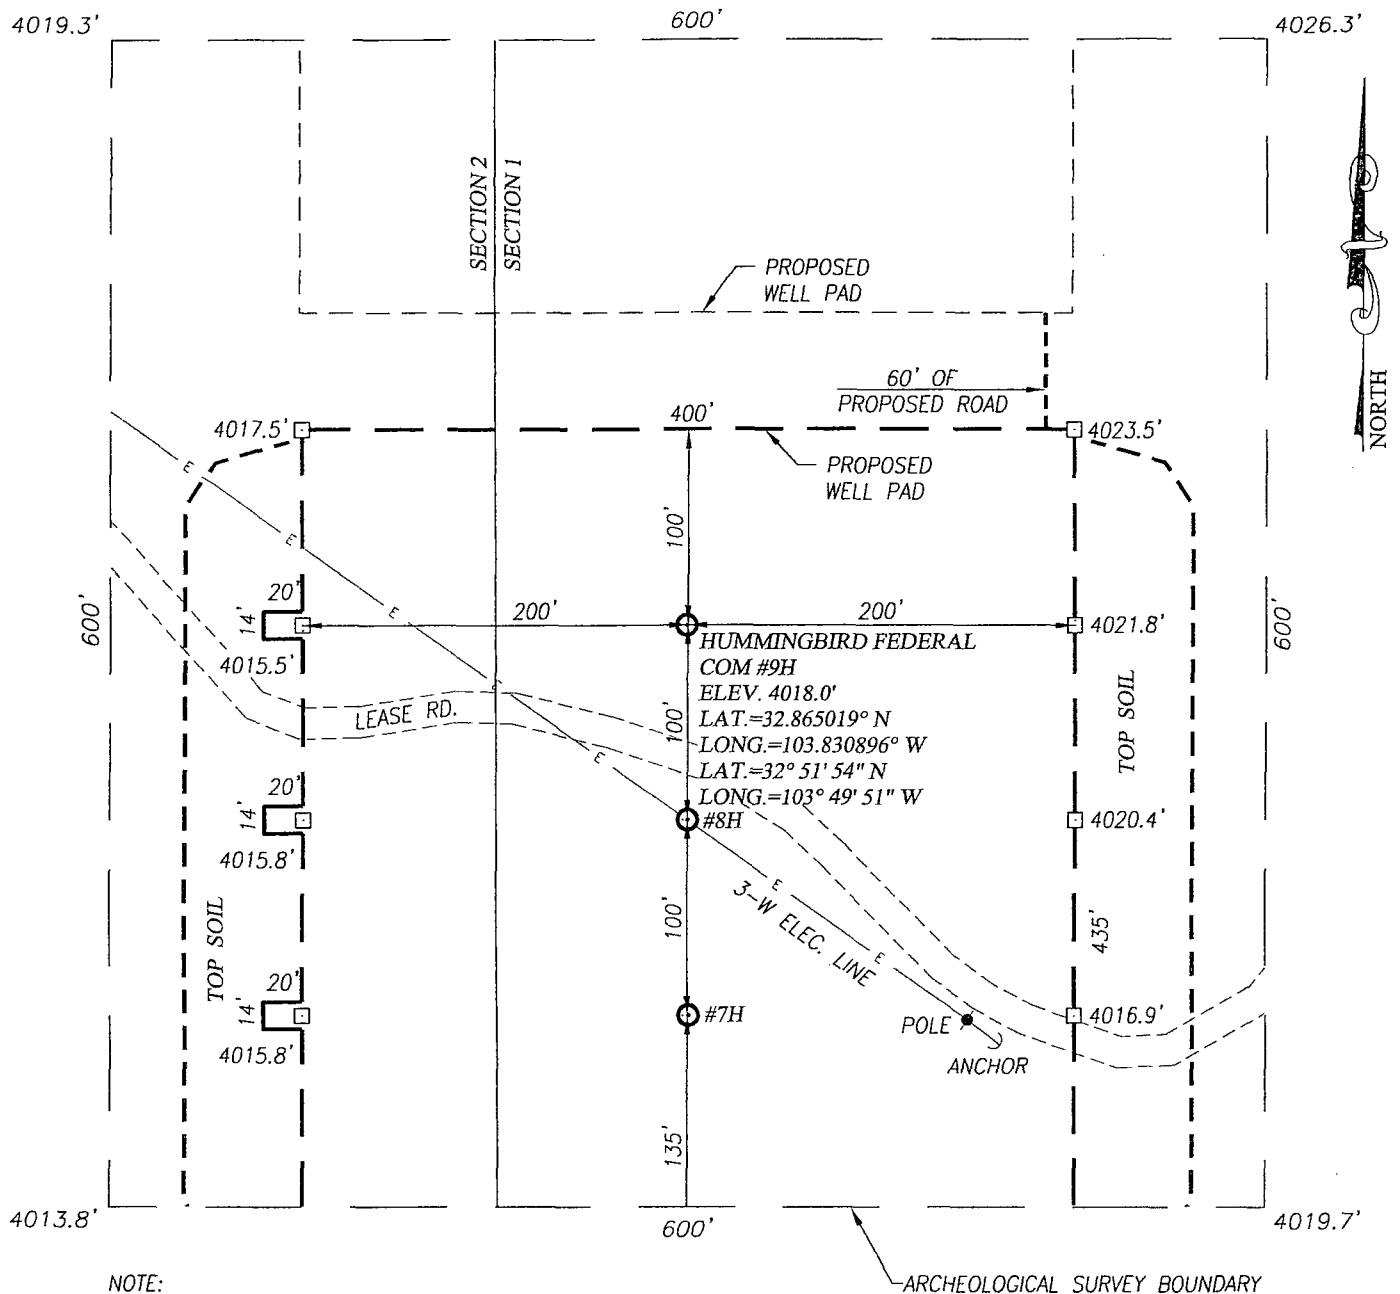 4019.3'
600'
4026.3'
SECTION 2
SECTION 1
NORTH
PROPOSED
WELL PAD
60' OF
PROPOSED ROAD
400'
4017.5'
4023.5'
PROPOSED
WELL PAD
E
100'
E
20'
14'
E
200'
200'
600'
600'
4015.5'
4021.8'
HUMMINGBIRD FEDERAL
COM #9H
ELEV. 4018.0'
LAT.=32.865019° N
LONG.=103.830896° W
LAT.=32° 51' 54" N
LONG.=103° 49' 51" W
100'
E
LEASE RD.
TOP SOIL
E
20'
14'
4015.8'
#8H
4020.4'
E
3-W ELEC. LINE
E
100'
435'
TOP SOIL
20'
14'
4015.8'
#7H
POLE
4016.9'
ANCHOR
135'
4013.8'
600'
4019.7'
NOTE:
ARCHEOLOGICAL SURVEY BOUNDARY